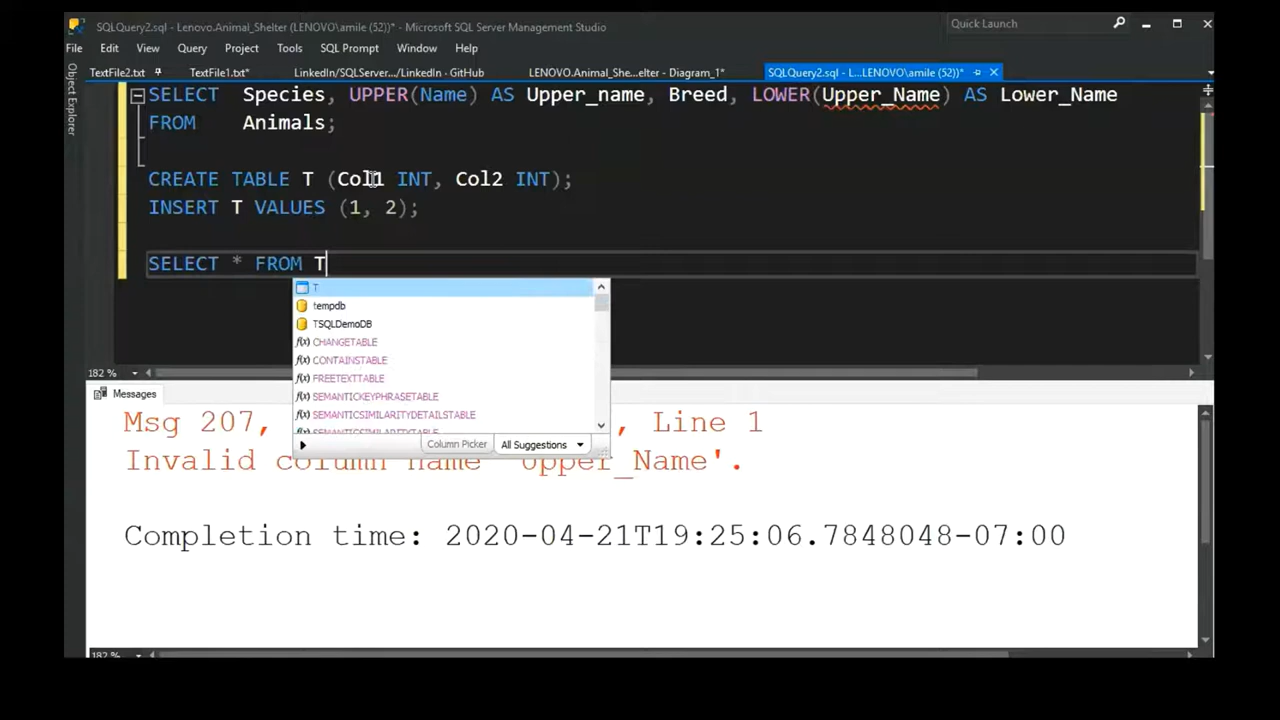 SQLQuery2.sql - Lenovo.Animal_Shelter (LENOVO\amile (52))* - Microsoft SQL Server Management Studio
Quick Launch
File Edit View Query Project Tools SQL Prompt Window Help
TextFile2.txt TextFile1.txt* LinkedIn/SQLServer.../LinkedIn - GitHub LENOVO.Animal_She...elter - Diagram_1* SQLQuery2.sql - L...LENOVO\amile (52))*
Object Explorer
SELECT Species, UPPER(Name) AS Upper_name, Breed, LOWER(Upper_Name) AS Lower_Name
FROM Animals;
CREATE TABLE T (Col1 INT, Col2 INT);
INSERT T VALUES (1, 2);
SELECT * FROM T
T
tempdb
TSQLDemoDB
f(x) CHANGETABLE
f(x) CONTAINSTABLE
f(x) FREETEXTTABLE
f(x) SEMANTICKEYPHRASETABLE
f(x) SEMANTICSIMILARITYDETAILSTABLE
f(x) SEMANTICSIMILARITYTABLE
Column Picker All Suggestions
182 %
Messages
Msg 207, , Line 1
Invalid column name 'Upper_Name'.
Completion time: 2020-04-21T19:25:06.7848048-07:00
182 %